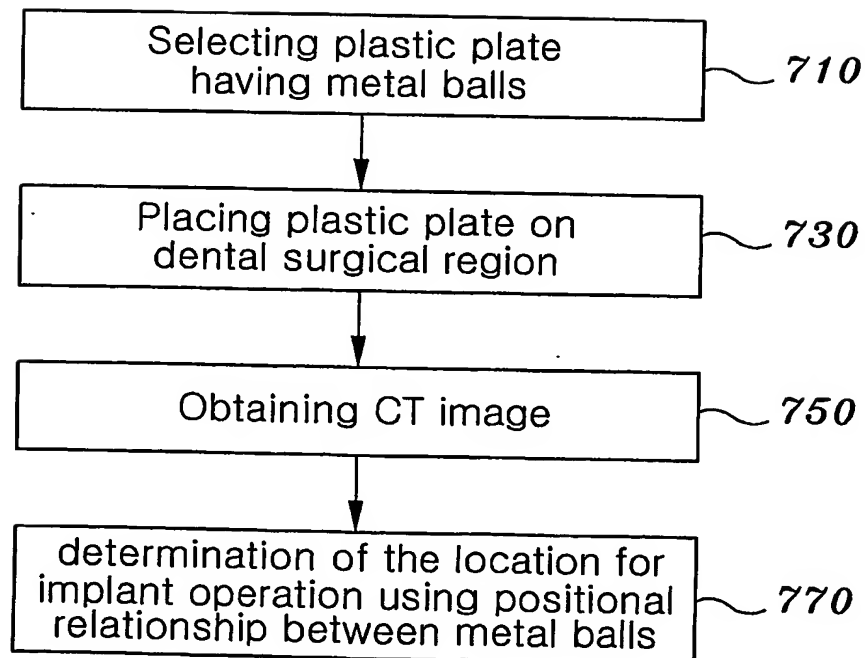 Selecting plastic plate
having metal balls
710
Placing plastic plate on
dental surgical region
730
Obtaining CT image
750
determination of the location for
implant operation using positional
relationship between metal balls
770